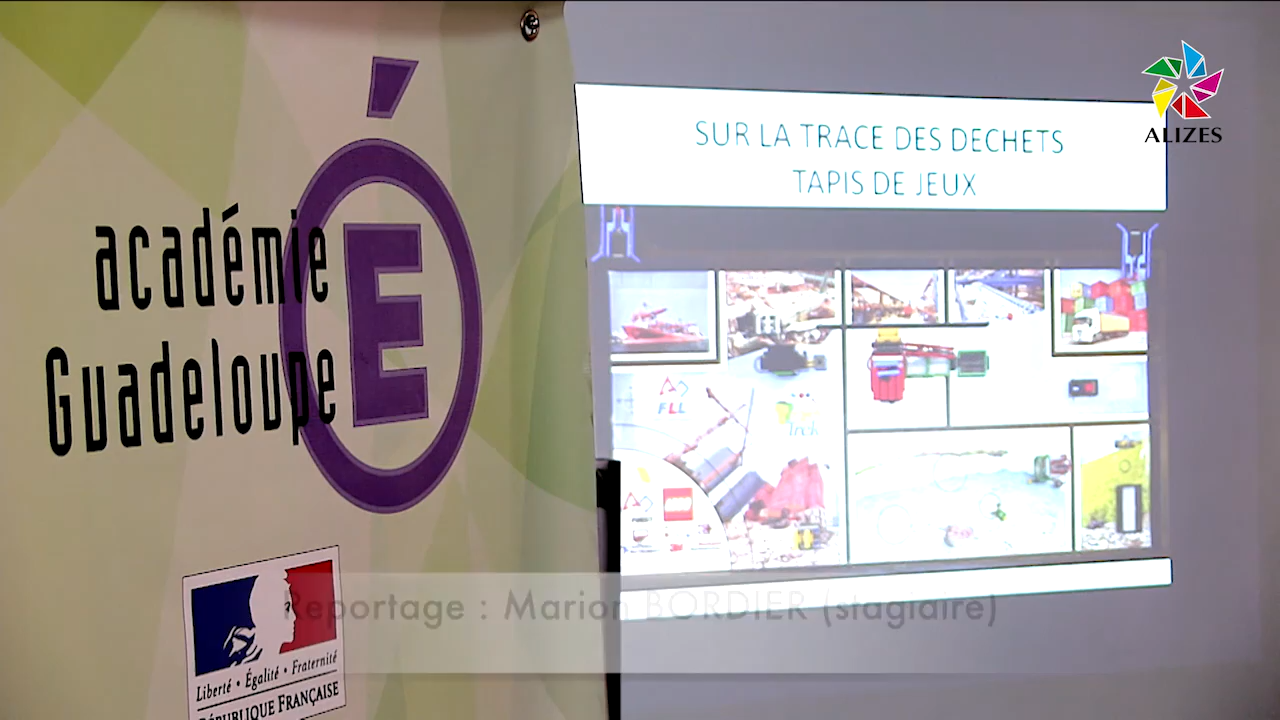 académie
Guadeloupe
É
Liberté • Égalité • Fraternité
RÉPUBLIQUE FRANÇAISE
SUR LA TRACE DES DECHETS
TAPIS DE JEUX
FLL
ALIZES
Reportage : Marion BORDIER (stagiaire)